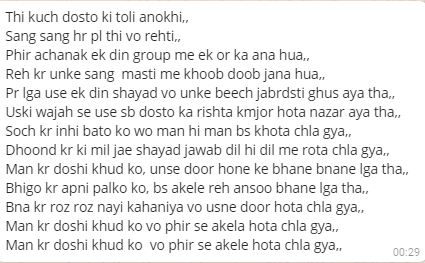 Thi kuch dosto ki toli anokhi,,
Sang sang hr pl thi vo rehti,,
Phir achanak ek din group me ek or ka ana hua,,
Reh kr unke sang  masti me khoob doob jana hua,,
Pr lga use ek din shayad vo unke beech jabrdsti ghus aya tha,,
Uski wajah se use sb dosto ka rishta kmjor hota nazar aya tha,,
Soch kr inhi bato ko wo man hi man bs khota chla gya,,
Dhoond kr ki mil jae shayad jawab dil hi dil me rota chla gya,,
Man kr doshi khud ko, unse door hone ke bhane bnane lga tha,,
Bhigo kr apni palko ko, bs akele reh ansoo bhane lga tha,,
Bna kr roz roz nayi kahaniya vo usne door hota chla gya,,
Man kr doshi khud ko vo phir se akela hota chla gya,,
Man kr doshi khud ko  vo phir se akele hota chla gya,,
00:29